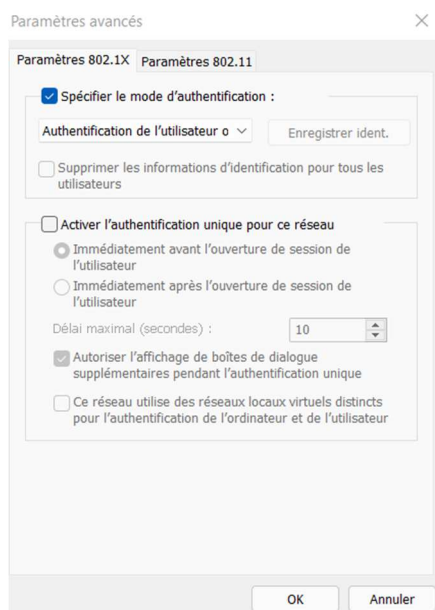 Paramètres avancés
Paramètres 802.1X
Paramètres 802.11
Spécifier le mode d'authentification :
Authentification de l'utilisateur o
Enregistrer ident.
Supprimer les informations d'identification pour tous les
utilisateurs
Activer l'authentification unique pour ce réseau
Immédiatement avant l'ouverture de session de
l'utilisateur
Immédiatement après l'ouverture de session de
l'utilisateur
Délai maximal (secondes) :
10
Autoriser l'affichage de boîtes de dialogue
supplémentaires pendant l'authentification unique
Ce réseau utilise des réseaux locaux virtuels distincts
pour l'authentification de l'ordinateur et de l'utilisateur
OK
Annuler